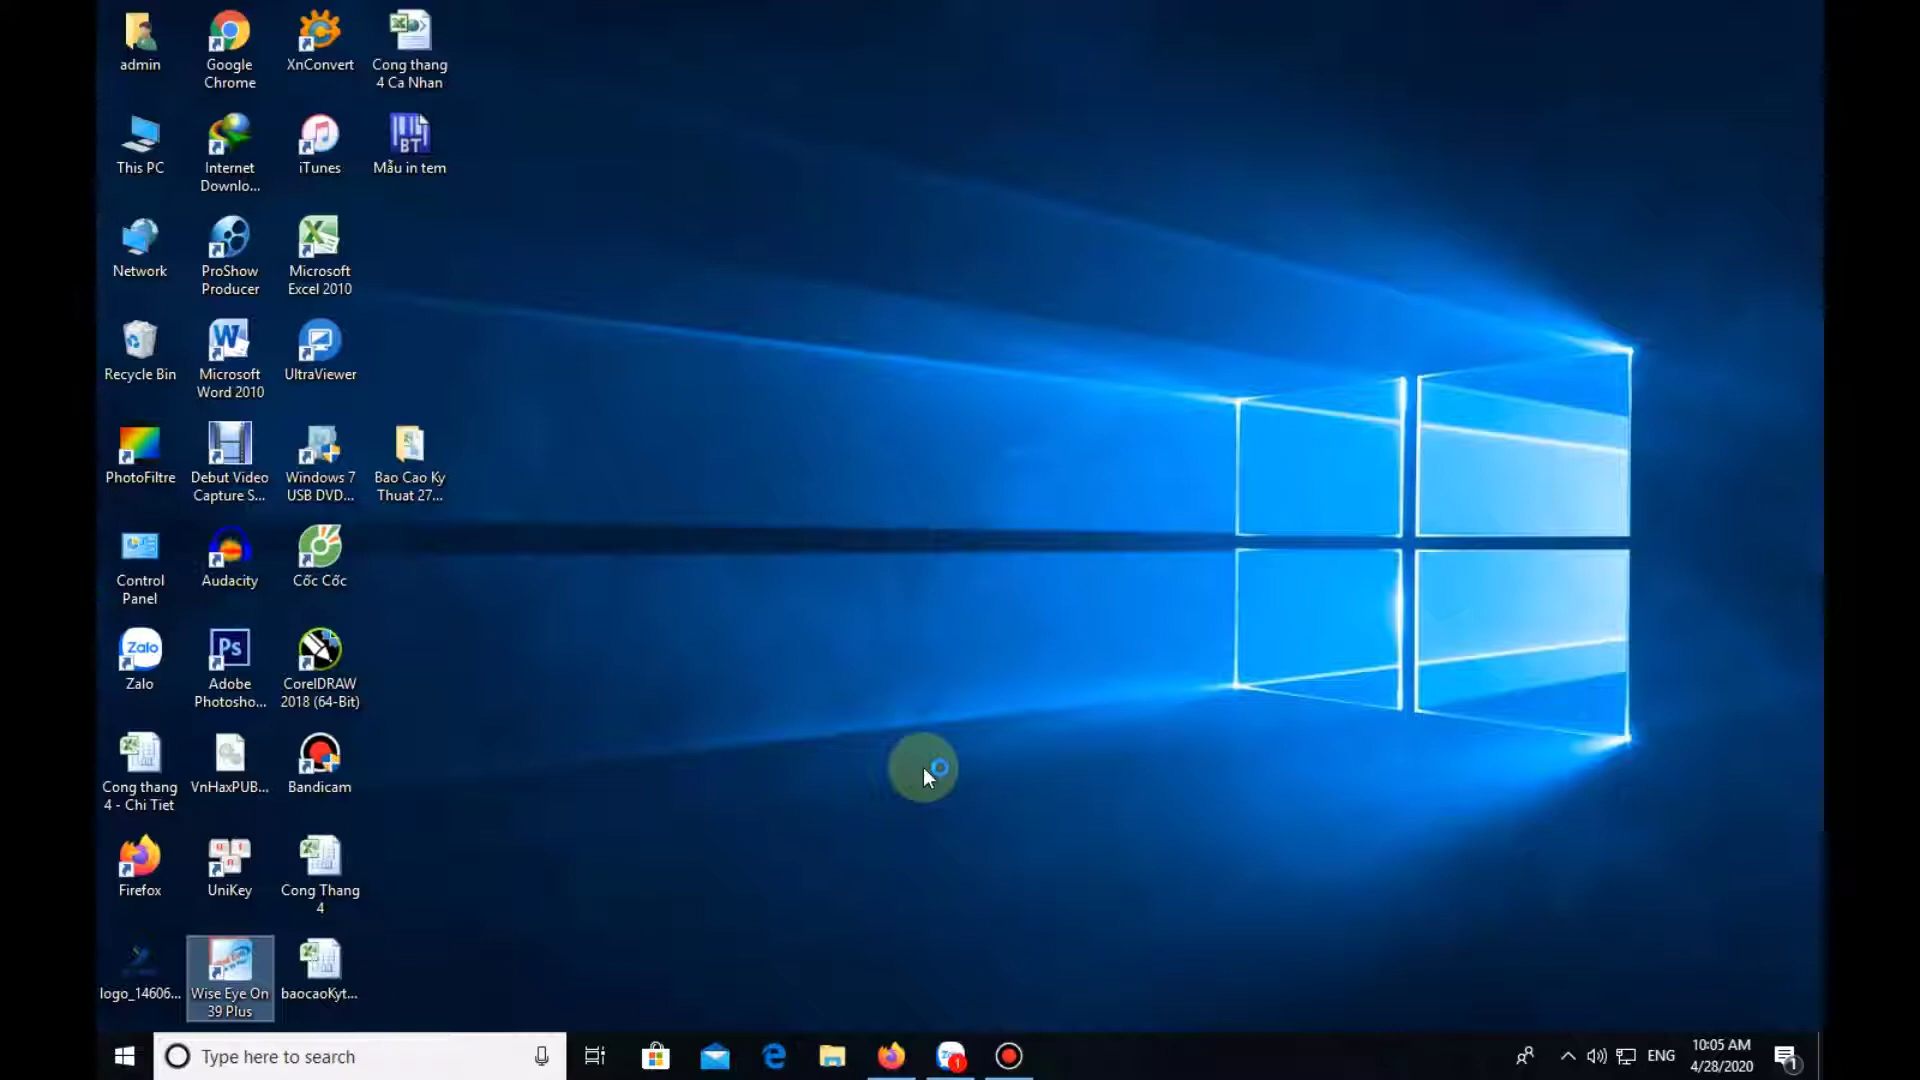 admin
Google
Chrome
XnConvert
Cong thang
4 Ca Nhan
This PC
Internet
Downlo...
iTunes
BT
Mẫu in tem
Network
ProShow
Producer
Microsoft
Excel 2010
Recycle Bin
Microsoft
Word 2010
UltraViewer
PhotoFiltre
Debut Video
Capture S...
Windows 7
USB DVD...
Bao Cao Ky
Thuat 27...
Control
Panel
Audacity
Cốc Cốc
Zalo
Zalo
Ps
Adobe
Photosho...
CorelDRAW
2018 (64-Bit)
Cong thang
4 - Chi Tiet
VnHaxPUB...
Bandicam
Firefox
UniKey
Cong Thang
4
logo_14606...
Wise Eye On
39 Plus
baocaoKyt...
Type here to search
1
ENG
10:05 AM
4/28/2020
1